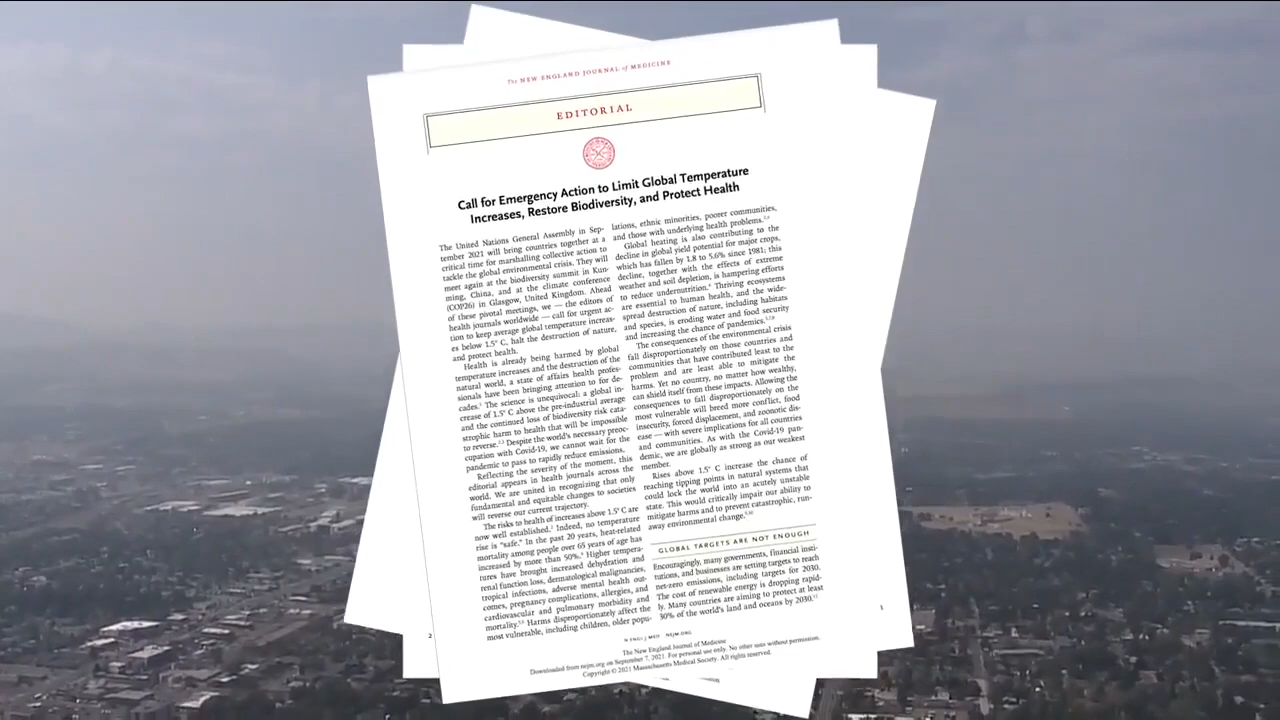 The NEW ENGLAND JOURNAL of MEDICINE
EDITORIAL
Call for Emergency Action to Limit Global Temperature
Increases, Restore Biodiversity, and Protect Health
The United Nations General Assembly in Sep-
tember 2021 will bring countries together at a
critical time for marshalling collective action to
tackle the global environmental crisis. They will
meet again at the biodiversity summit in Kun-
ming, China, and at the climate conference
(COP26) in Glasgow, United Kingdom. Ahead
of these pivotal meetings, we — the editors of
health journals worldwide — call for urgent ac-
tion to keep average global temperature increas-
es below 1.5° C, halt the destruction of nature,
and protect health.
Health is already being harmed by global
temperature increases and the destruction of the
natural world, a state of affairs health profes-
sionals have been bringing attention to for de-
cades.1 The science is unequivocal: a global in-
crease of 1.5° C above the pre-industrial average
and the continued loss of biodiversity risk cata-
strophic harm to health that will be impossible
to reverse.2,3 Despite the world's necessary preoc-
cupation with Covid-19, we cannot wait for the
pandemic to pass to rapidly reduce emissions.
Reflecting the severity of the moment, this
editorial appears in health journals across the
world. We are united in recognizing that only
fundamental and equitable changes to societies
will reverse our current trajectory.
The risks to health of increases above 1.5° C are
now well established.2 Indeed, no temperature
rise is "safe." In the past 20 years, heat-related
mortality among people over 65 years of age has
increased by more than 50%.4 Higher tempera-
tures have brought increased dehydration and
renal function loss, dermatological malignancies,
tropical infections, adverse mental health out-
comes, pregnancy complications, allergies, and
cardiovascular and pulmonary morbidity and
mortality.5,6 Harms disproportionately affect the
most vulnerable, including children, older popu-
lations, ethnic minorities, poorer communities,
and those with underlying health problems.2,4
Global heating is also contributing to the
decline in global yield potential for major crops,
which has fallen by 1.8 to 5.6% since 1981; this
decline, together with the effects of extreme
weather and soil depletion, is hampering efforts
to reduce undernutrition.4 Thriving ecosystems
are essential to human health, and the wide-
spread destruction of nature, including habitats
and species, is eroding water and food security
and increasing the chance of pandemics.3,7,8
The consequences of the environmental crisis
fall disproportionately on those countries and
communities that have contributed least to the
problem and are least able to mitigate the
harms. Yet no country, no matter how wealthy,
can shield itself from these impacts. Allowing the
consequences to fall disproportionately on the
most vulnerable will breed more conflict, food
insecurity, forced displacement, and zoonotic dis-
ease — with severe implications for all countries
and communities. As with the Covid-19 pan-
demic, we are globally as strong as our weakest
member.
Rises above 1.5° C increase the chance of
reaching tipping points in natural systems that
could lock the world into an acutely unstable
state. This would critically impair our ability to
mitigate harms and to prevent catastrophic, run-
away environmental change.9,10
GLOBAL TARGETS ARE NOT ENOUGH
Encouragingly, many governments, financial insti-
tutions, and businesses are setting targets to reach
net-zero emissions, including targets for 2030.
The cost of renewable energy is dropping rapid-
ly. Many countries are aiming to protect at least
30% of the world's land and oceans by 2030.11
2
1
N ENGL J MED NEJM.ORG
The New England Journal of Medicine
Downloaded from nejm.org on September 7, 2021. For personal use only. No other uses without permission.
Copyright © 2021 Massachusetts Medical Society. All rights reserved.